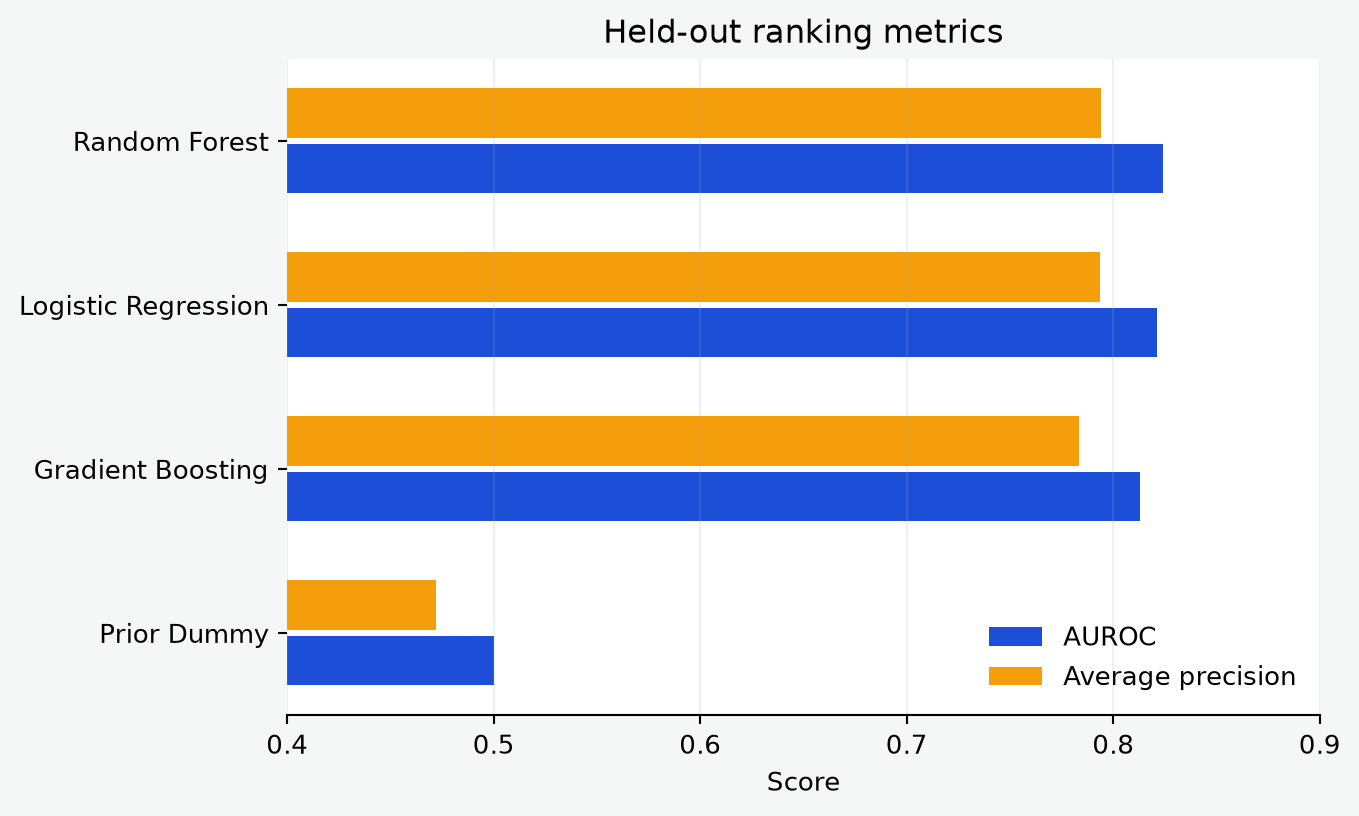 Held-out ranking metrics
Random Forest
Logistic Regression
Gradient Boosting
Prior Dummy
AUROC
Average precision
0.4 0.5 0.6 0.7 0.8 0.9
Score